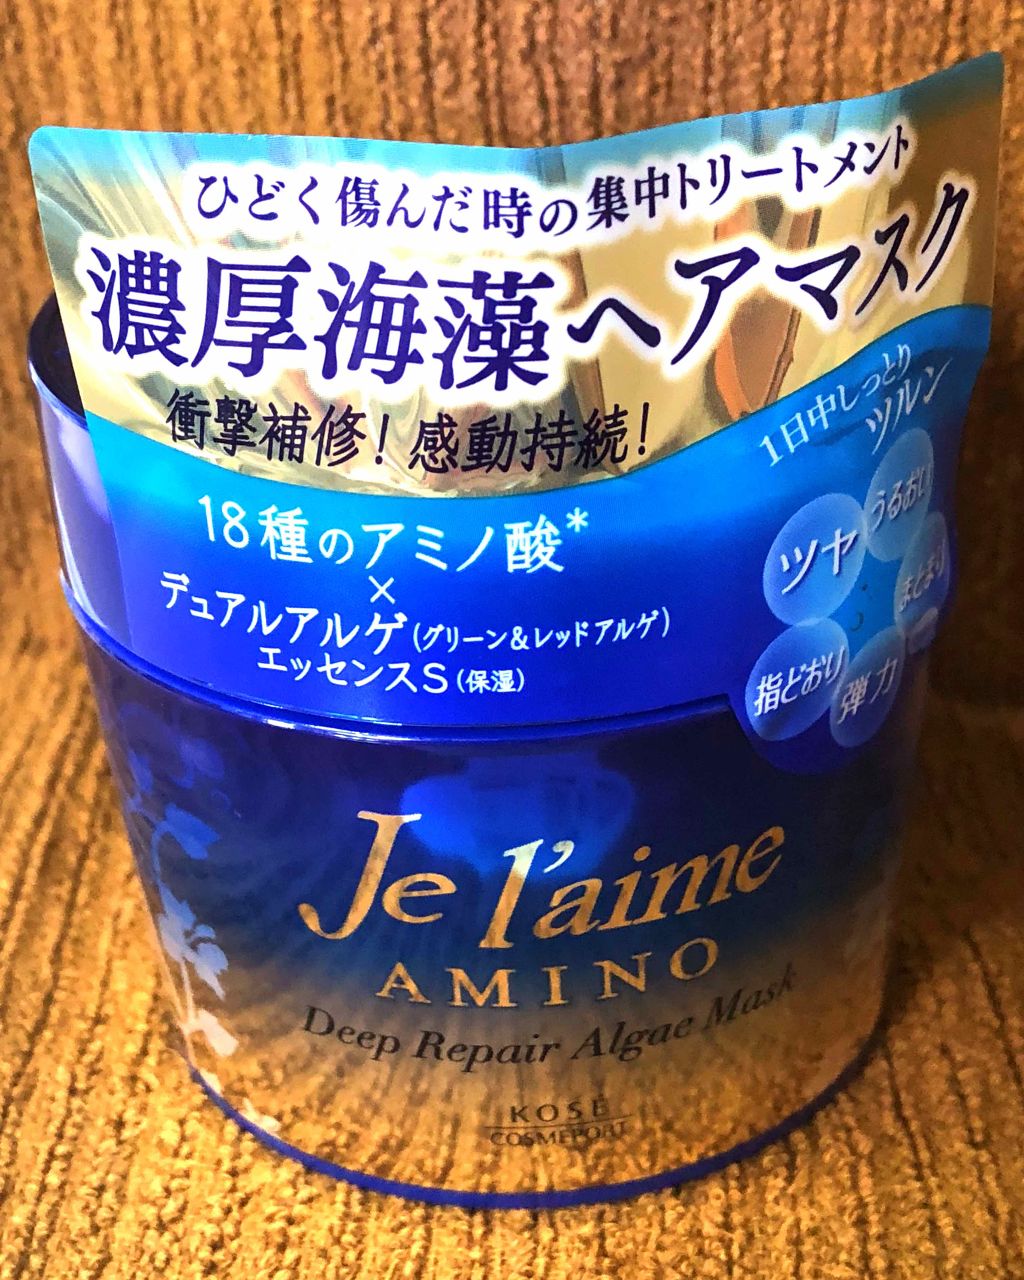 ひどく傷んだ時の集中トリートメント
濃厚海藻ヘアマスク
衝撃補修!感動持続!
1日中しっとり
ツルン
18種のアミノ酸*
×
デュアルアルゲ(グリーン&レッドアルゲ)
エッセンスS(保湿)
うるおい
ツヤ
まとまり
指どおり
弾力
Je l'aime
AMINO
Deep Repair Algae Mask
KOSÉ
COSMEPORT